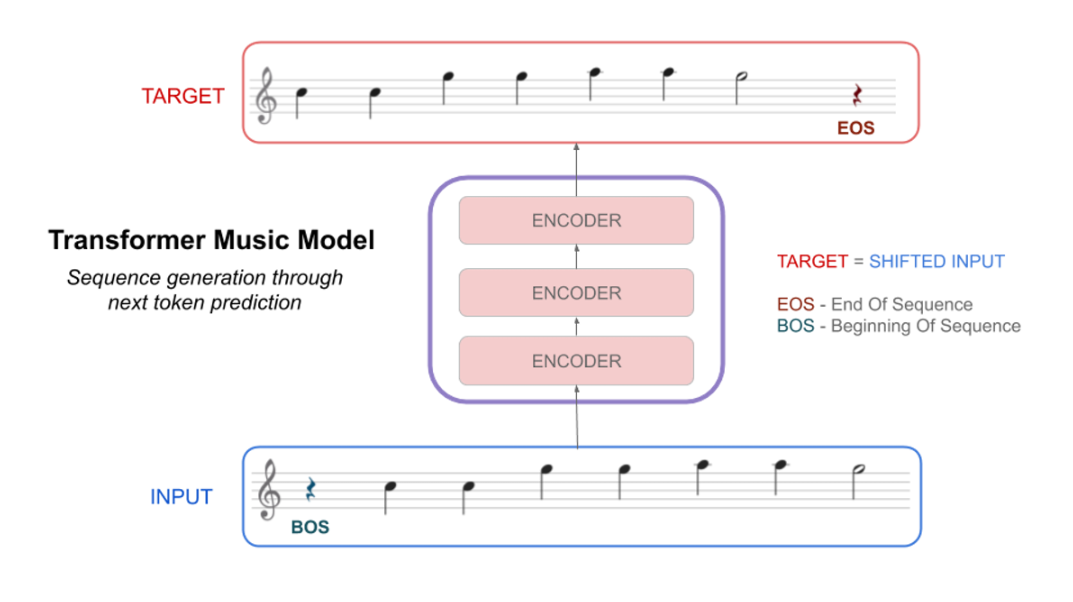 TARGET
EOS
ENCODER
Transformer Music Model
Sequence generation through
next token prediction
ENCODER
ENCODER
TARGET = SHIFTED INPUT
EOS - End Of Sequence
BOS - Beginning Of Sequence
INPUT
BOS